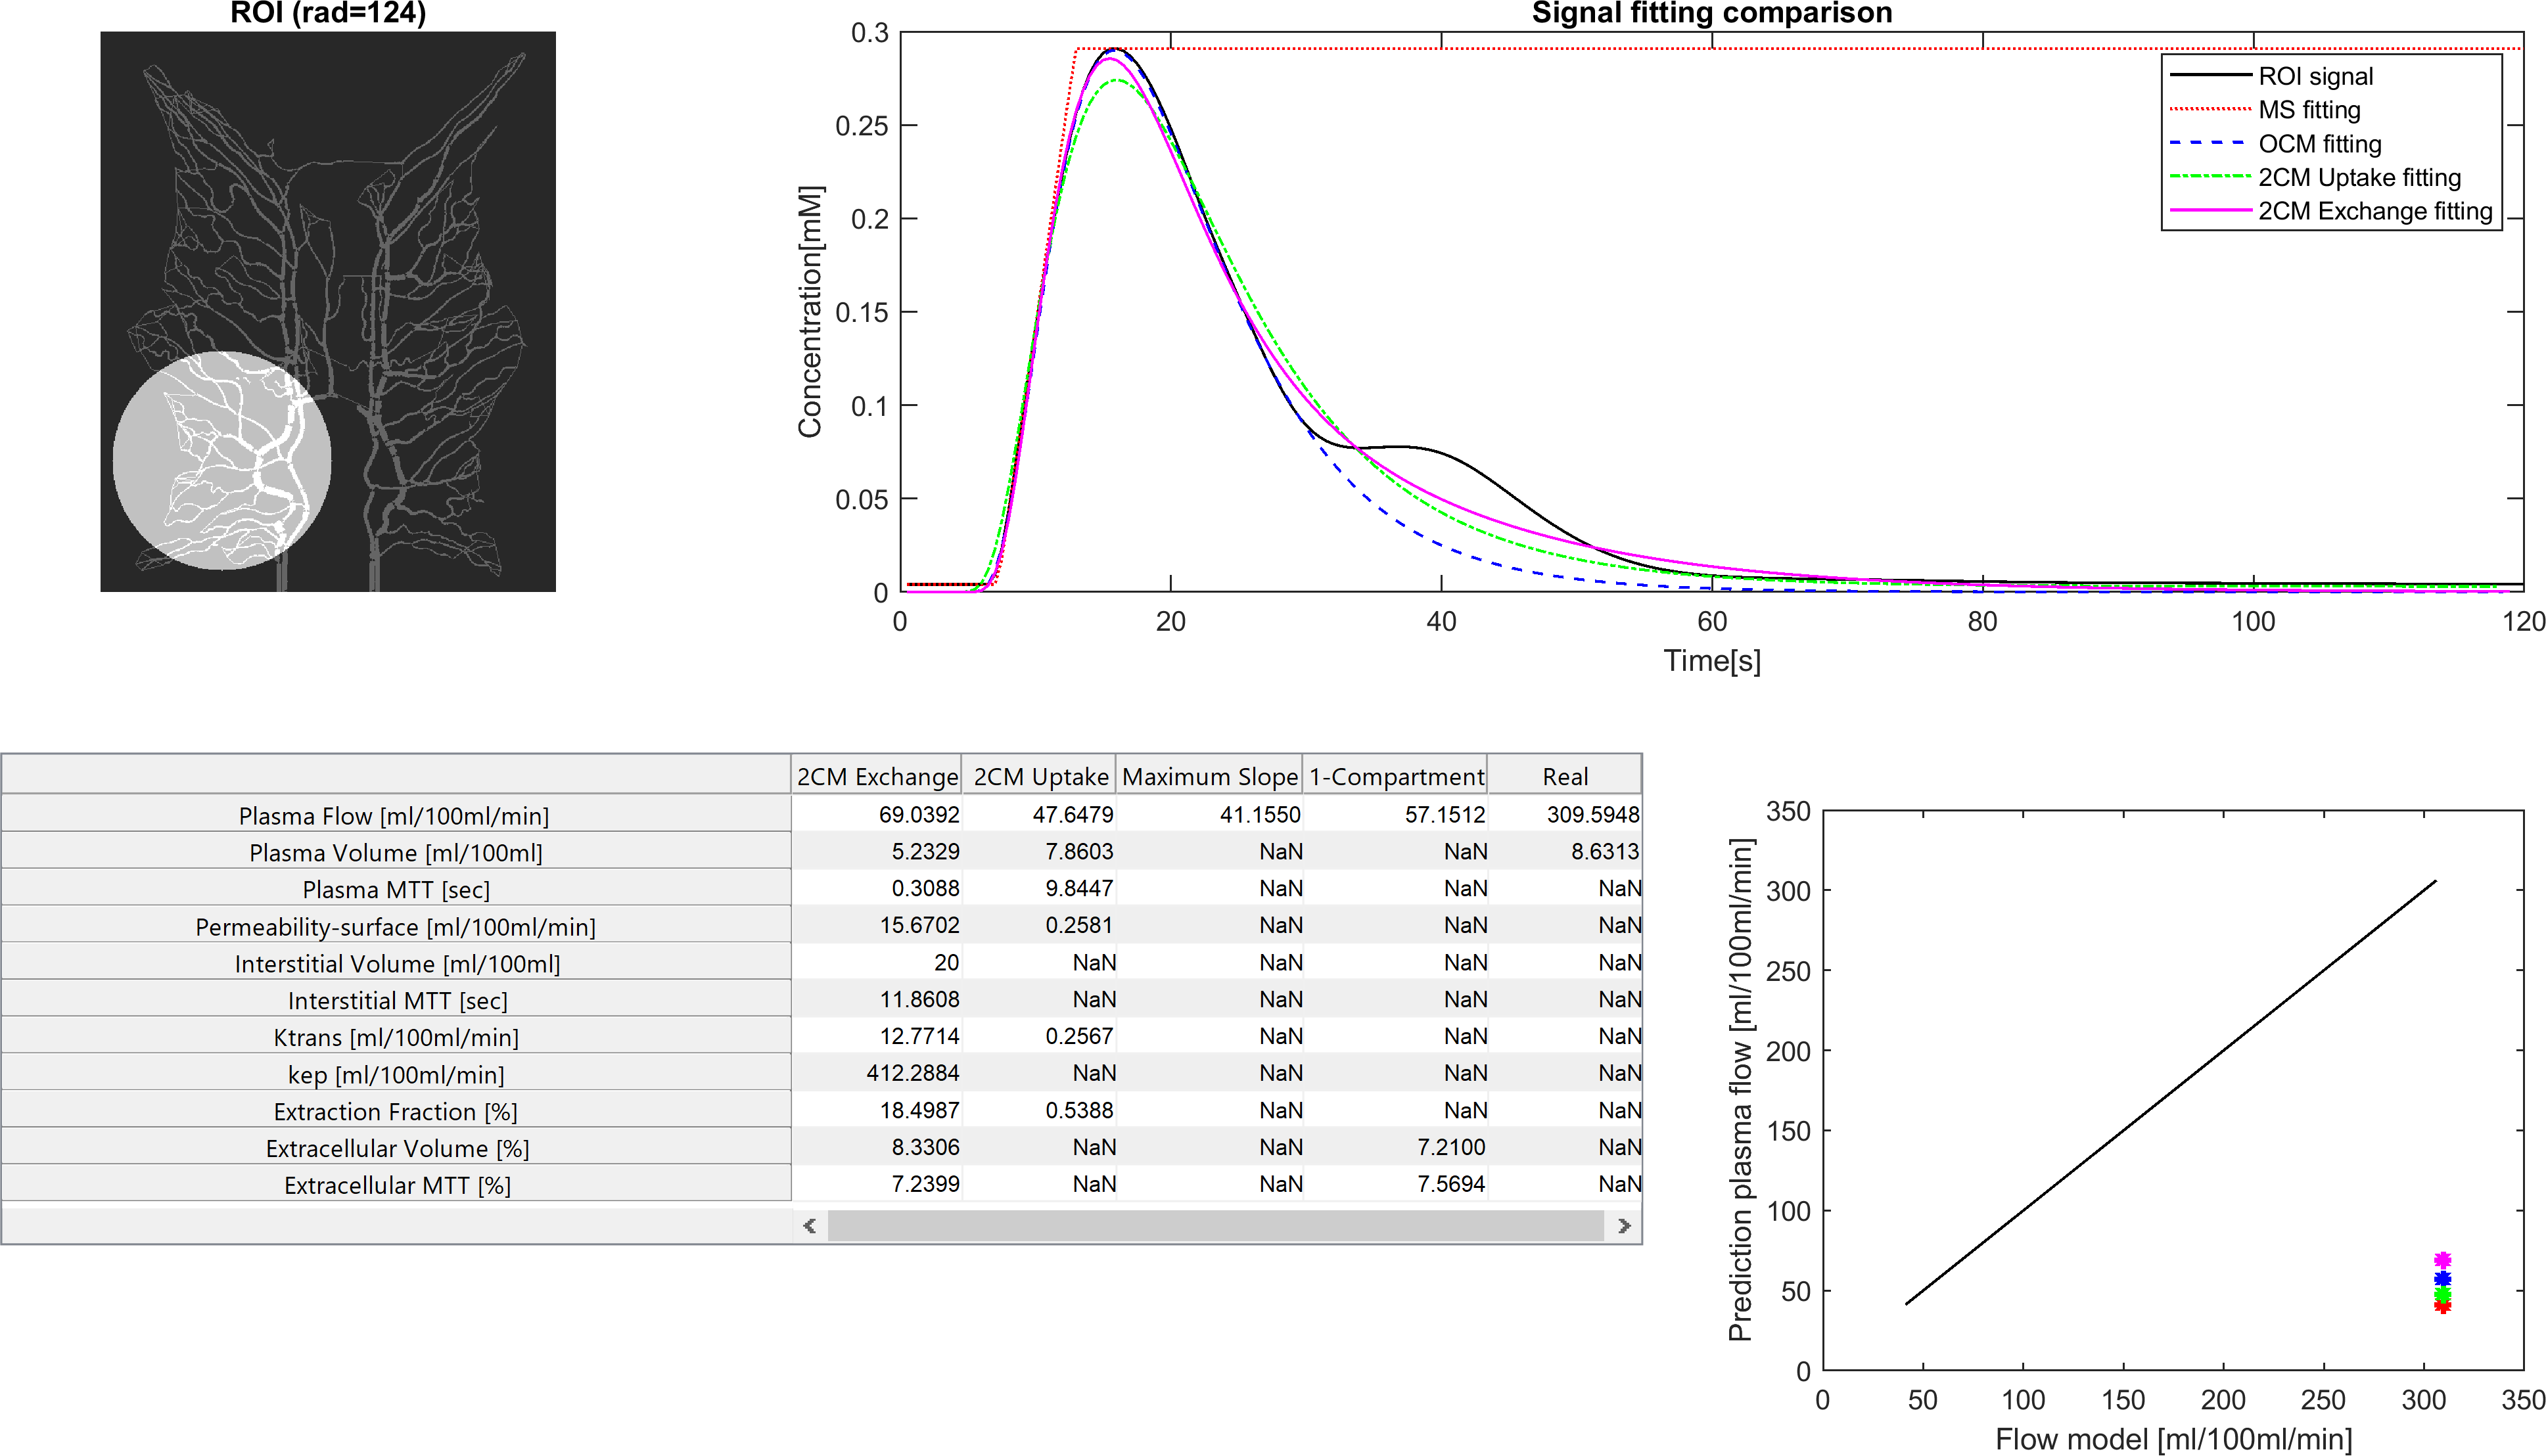 ROI (rad=124)
Signal fitting comparison
0.3
0.25
0.2
0.15
0.1
0.05
0
Concentration[mM]
0 20 40 60 80 100 120
Time[s]
ROI signal
MS fitting
OCM fitting
2CM Uptake fitting
2CM Exchange fitting
2CM Exchange 2CM Uptake Maximum Slope 1-Compartment Real
Plasma Flow [ml/100ml/min] 69.0392 47.6479 41.1550 57.1512 309.5948
Plasma Volume [ml/100ml] 5.2329 7.8603 NaN NaN 8.6313
Plasma MTT [sec] 0.3088 9.8447 NaN NaN NaN
Permeability-surface [ml/100ml/min] 15.6702 0.2581 NaN NaN NaN
Interstitial Volume [ml/100ml] 20 NaN NaN NaN NaN
Interstitial MTT [sec] 11.8608 NaN NaN NaN NaN
Ktrans [ml/100ml/min] 12.7714 0.2567 NaN NaN NaN
kep [ml/100ml/min] 412.2884 NaN NaN NaN NaN
Extraction Fraction [%] 18.4987 0.5388 NaN NaN NaN
Extracellular Volume [%] 8.3306 NaN NaN 7.2100 NaN
Extracellular MTT [%] 7.2399 NaN NaN 7.5694 NaN
350
300
250
200
150
100
50
0
Prediction plasma flow [ml/100ml/min]
0 50 100 150 200 250 300 350
Flow model [ml/100ml/min]